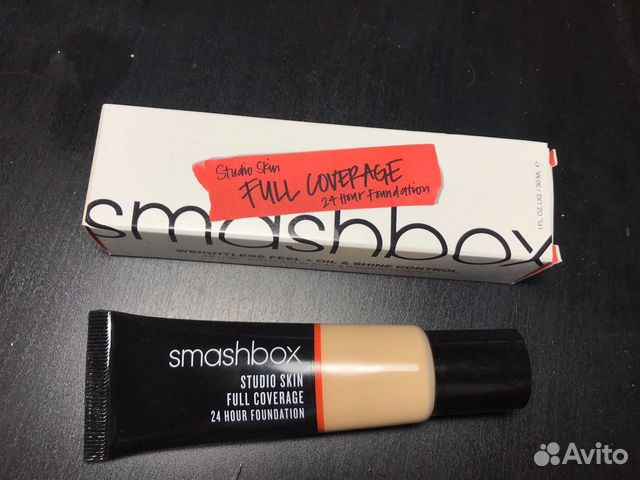 Studio Skin
FULL COVERAGE
24 Hour Foundation
smashbox
WEIGHTLESS FEEL + OIL & SHINE CONTROL
1 FL OZ LIQ / 30 ML ℮
smashbox
STUDIO SKIN
FULL COVERAGE
24 HOUR FOUNDATION
Avito